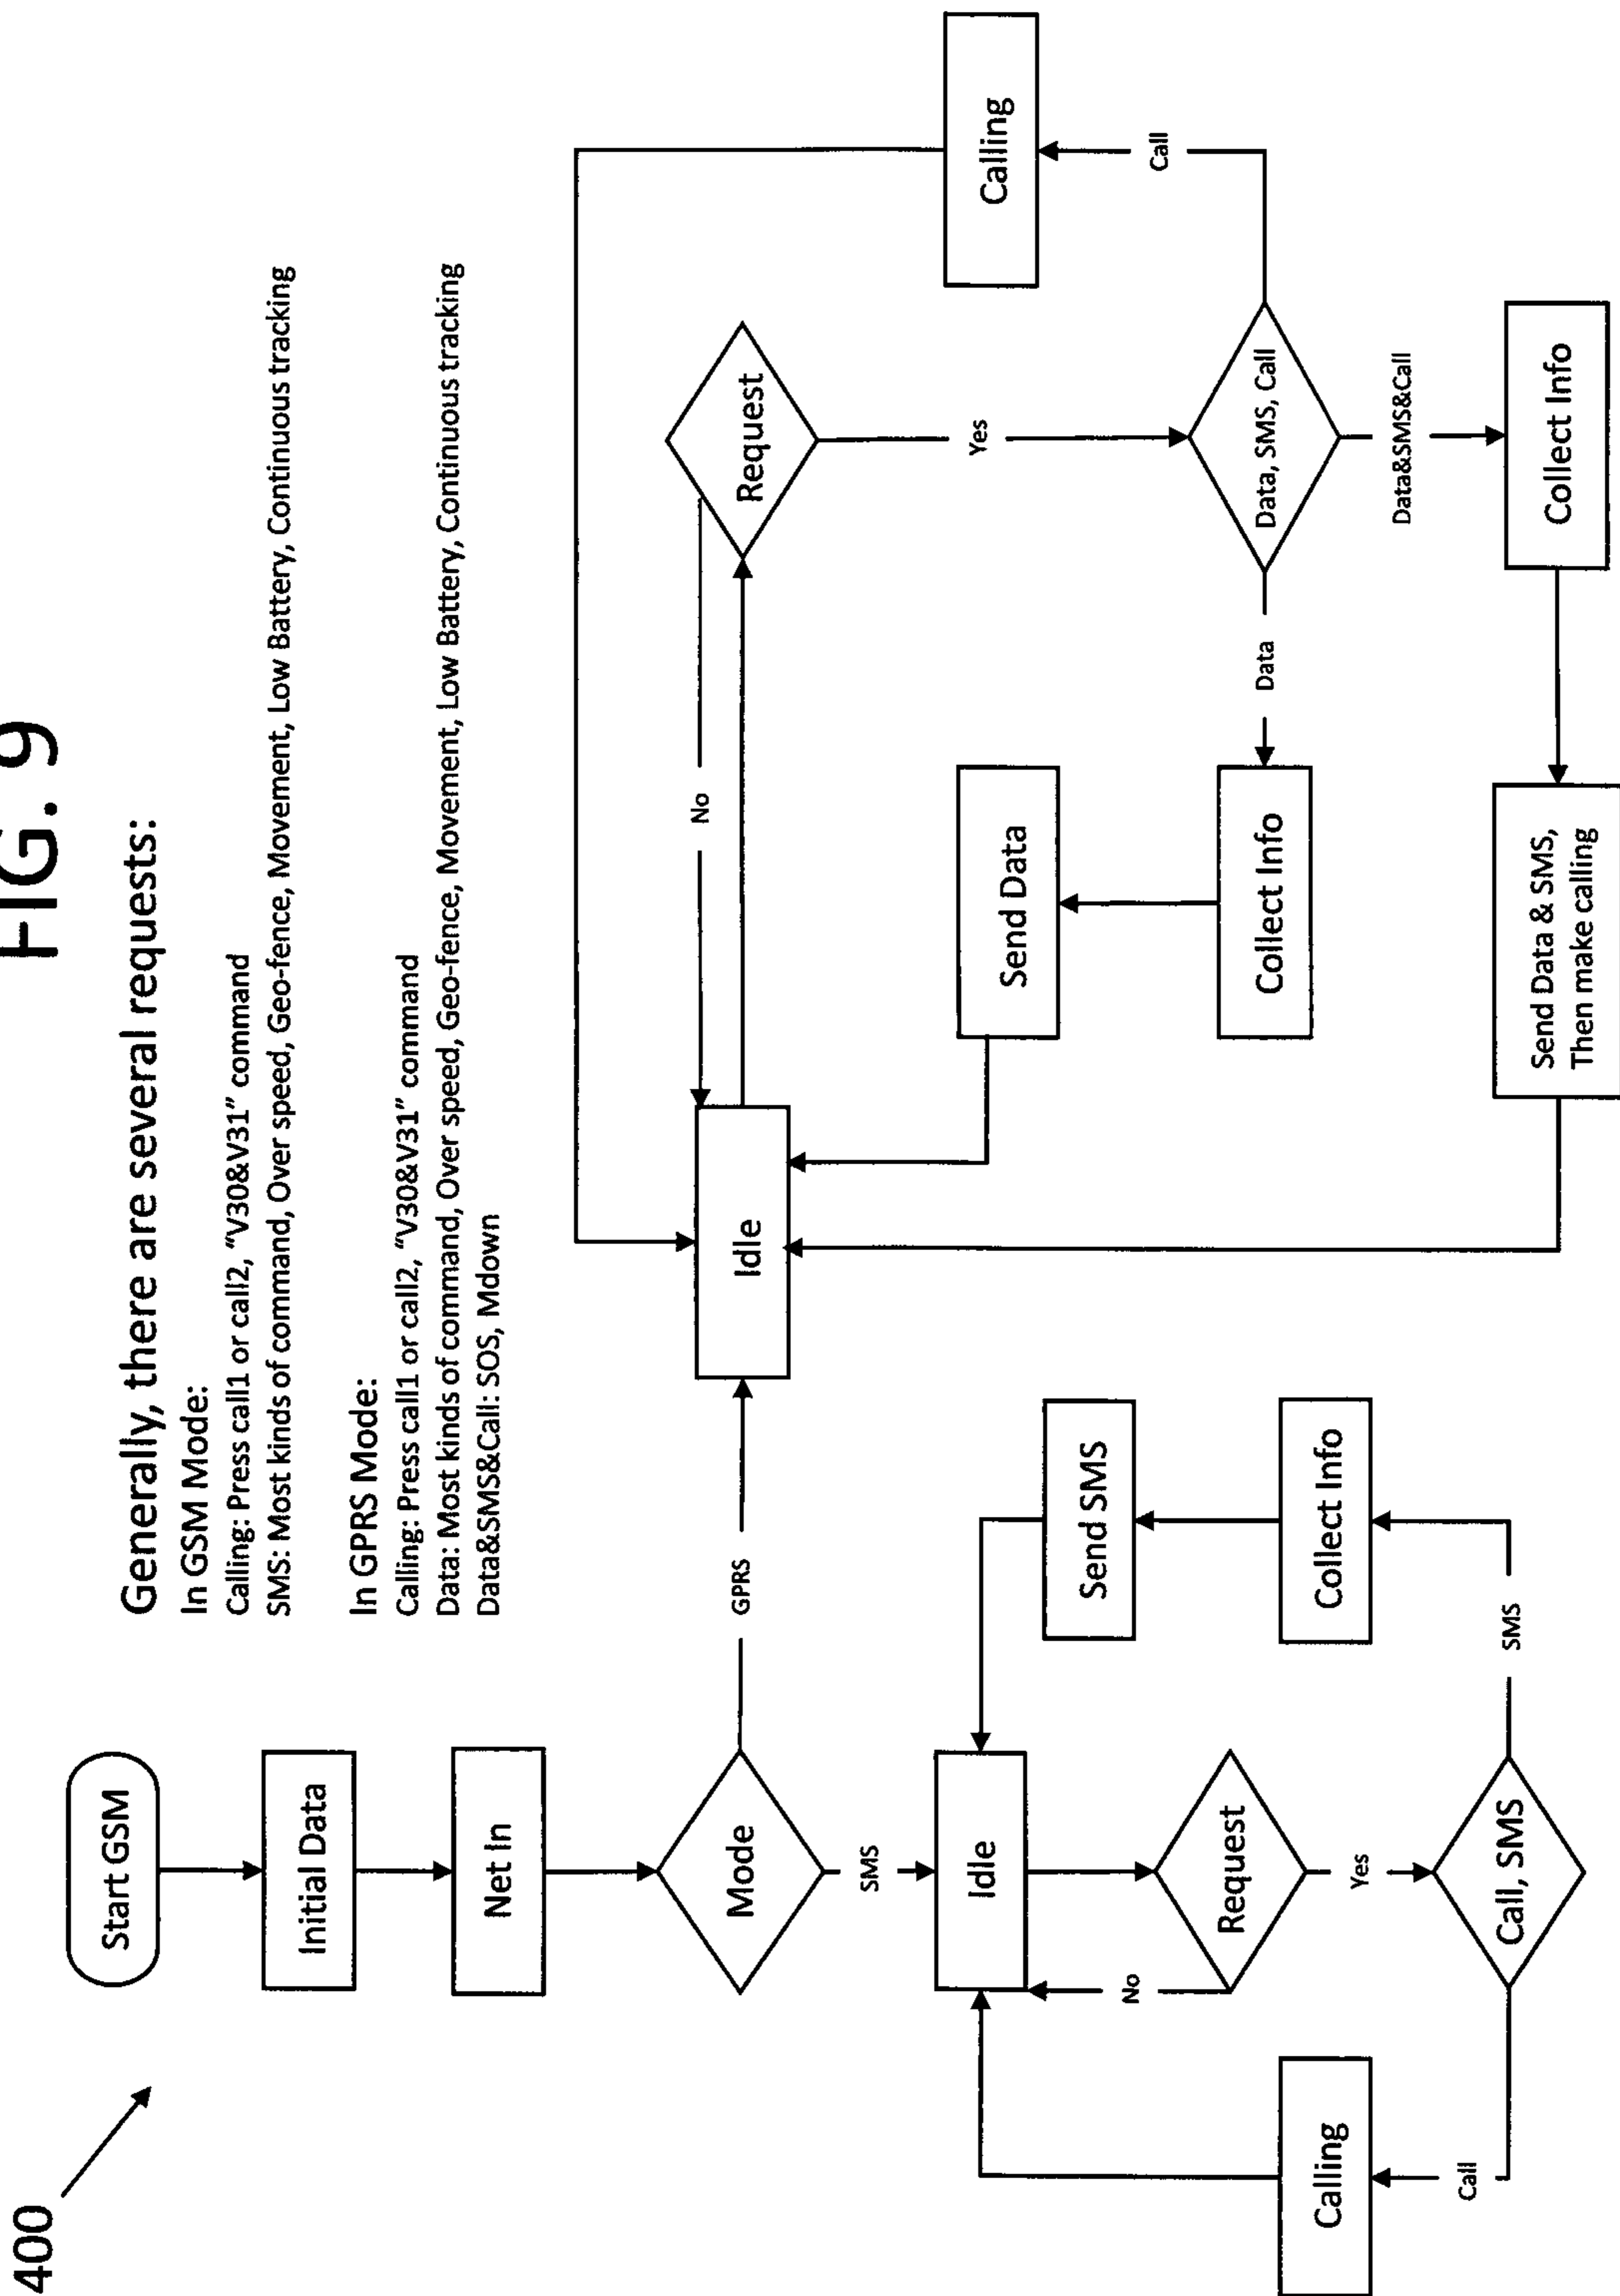 FIG. 9
400
Generally, there are several requests:
In GSM Mode:
Calling: Press call1 or call2, “V30&V31” command
SMS: Most kinds of command, Over speed, Geo-fence, Movement, Low Battery, Continuous tracking
In GPRS Mode:
Calling: Press call1 or call2, “V30&V31” command
Data: Most kinds of command, Over speed, Geo-fence, Movement, Low Battery, Continuous tracking
Data&SMS&Call: SOS, Mdown
Start GSM
Initial Data
Net In
Mode
GPRS
SMS
Idle
Request
No
Yes
Call, SMS
Call
Calling
SMS
Collect Info
Send SMS
Idle
No
Request
Yes
Data, SMS, Call
Call
Calling
Data
Collect Info
Send Data
Data&SMS&Call
Collect Info
Send Data & SMS,
Then make calling